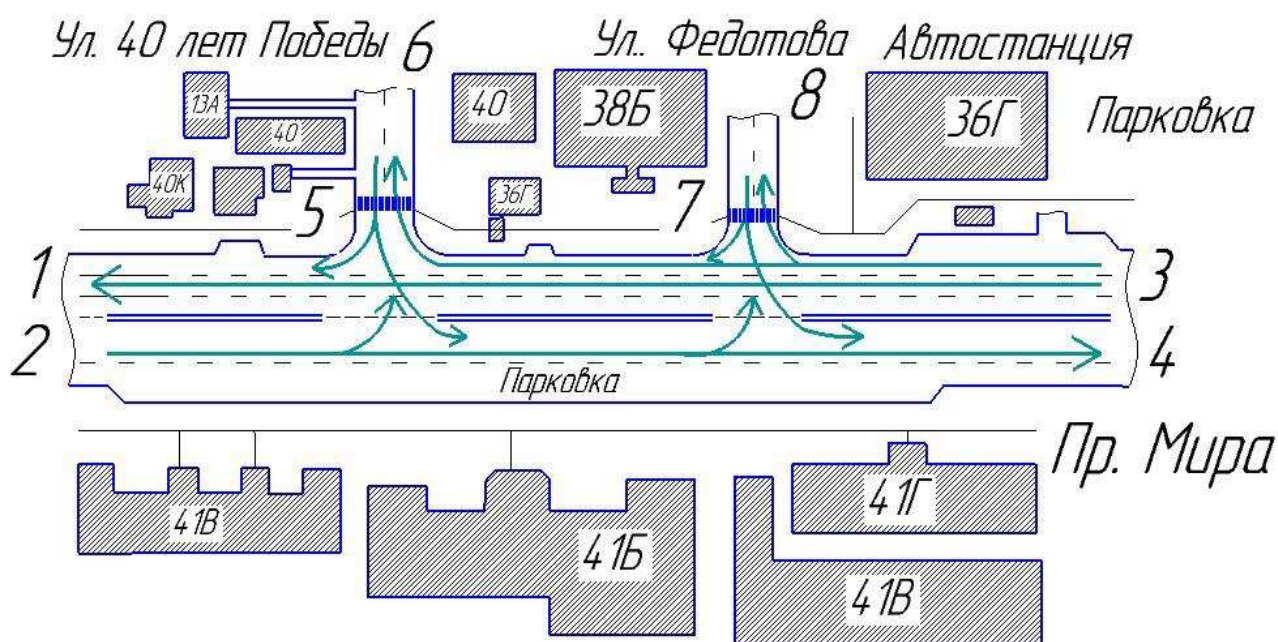 Ул. 40 лет Победы 6
Ул.. Федотова
Автостанция
8
13А
40
40
38Б
36Г
Парковка
40К
36Г
5
7
1
3
2
4
Парковка
Пр. Мира
41В
41Б
41Г
41В